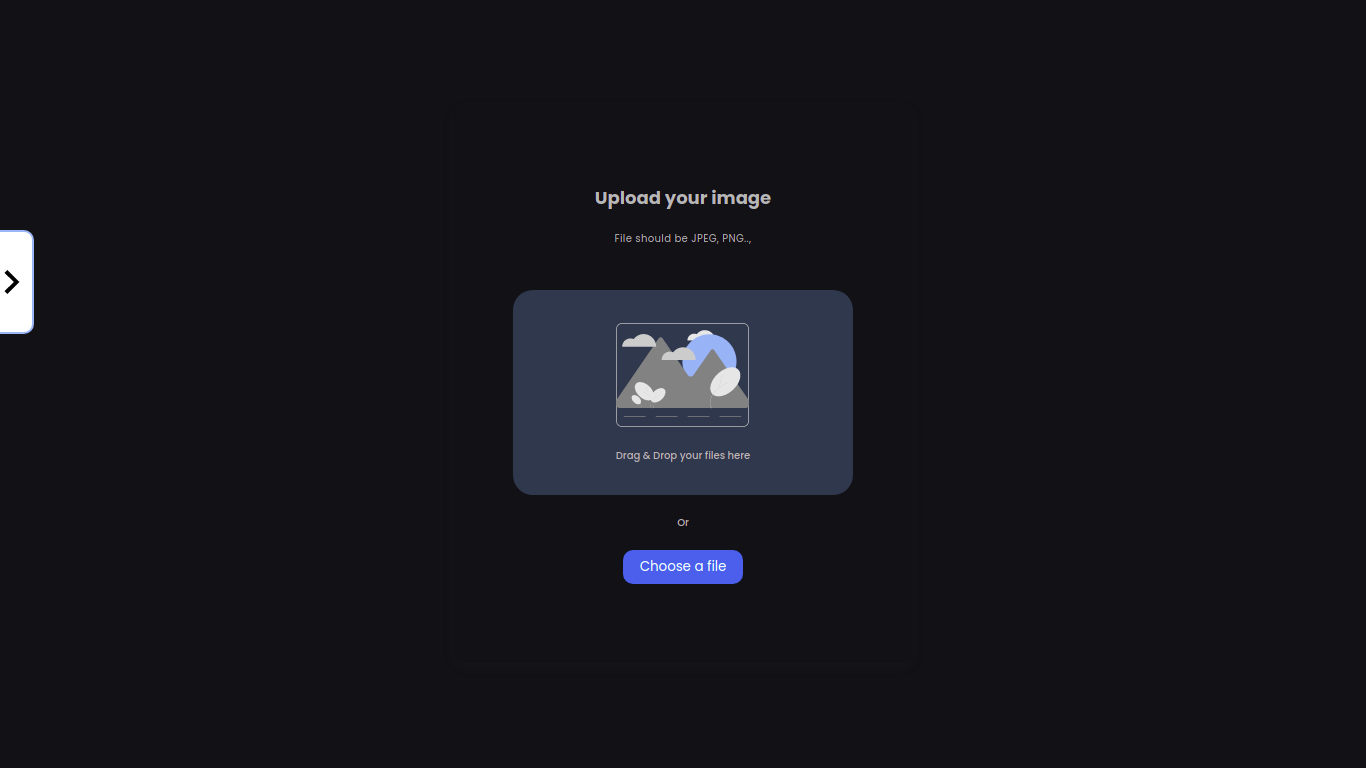 Upload your image
File should be JPEG, PNG..,
Drag & Drop your files here
Or
Choose a file